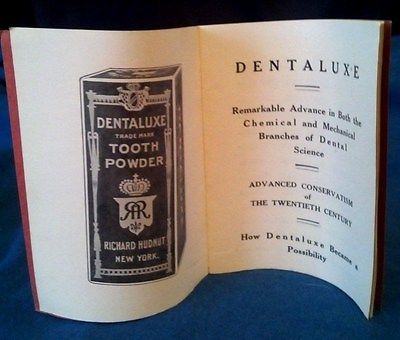 DENTALUXE
TRADE MARK
TOOTH
POWDER
RICHARD HUDNUT
NEW YORK.
DENTALUXE
Remarkable Advance in Both the
Chemical and Mechanical
Branches of Dental
Science
ADVANCED CONSERVATISM
of
THE TWENTIETH CENTURY
How Dentaluxe Became a
Possibility